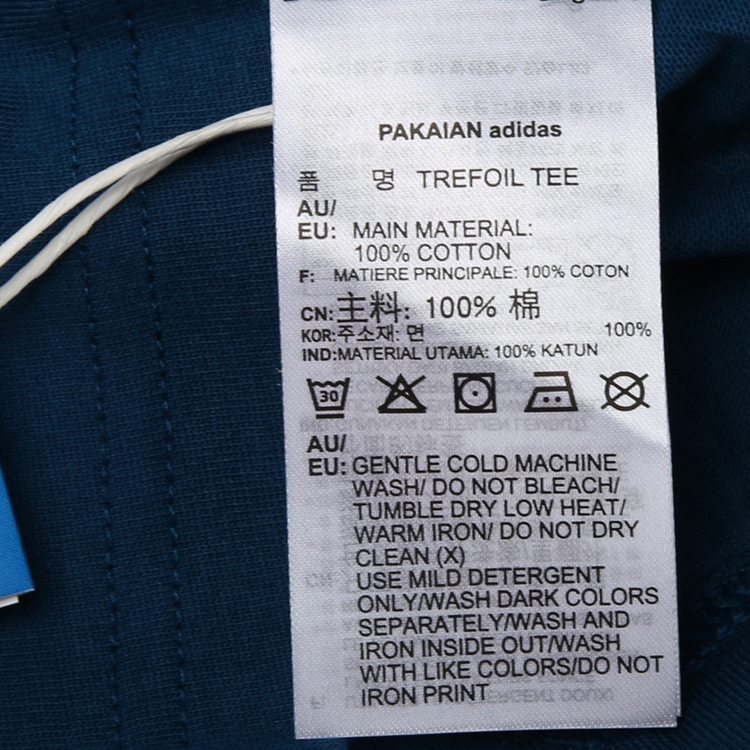 PAKAIAN adidas
품 명 TREFOIL TEE
AU/
EU: MAIN MATERIAL:
100% COTTON
F: MATIERE PRINCIPALE: 100% COTON
CN: 主料: 100% 棉
KOR:주소재: 면 100%
IND:MATERIAL UTAMA: 100% KATUN
30
AU/
EU: GENTLE COLD MACHINE
WASH/ DO NOT BLEACH/
TUMBLE DRY LOW HEAT/
WARM IRON/ DO NOT DRY
CLEAN (X)
USE MILD DETERGENT
ONLY/WASH DARK COLORS
SEPARATELY/WASH AND
IRON INSIDE OUT/WASH
WITH LIKE COLORS/DO NOT
IRON PRINT